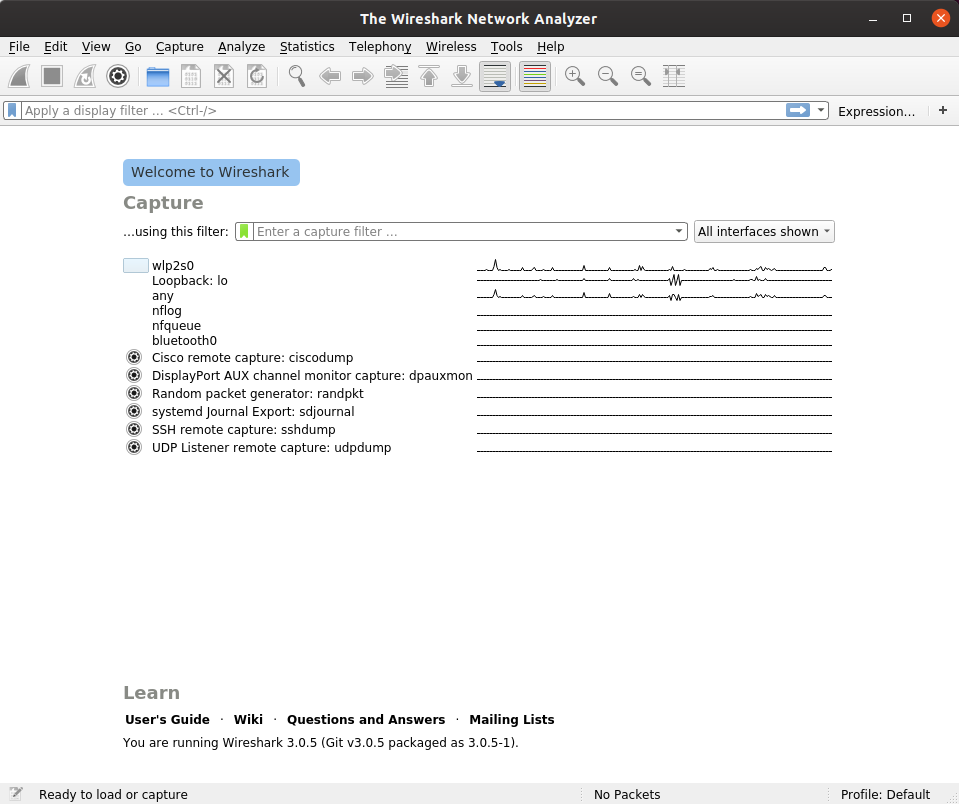 The Wireshark Network Analyzer
File Edit View Go Capture Analyze Statistics Telephony Wireless Tools Help
Apply a display filter … <Ctrl-/> Expression…  +
Welcome to Wireshark
Capture
…using this filter: Enter a capture filter … All interfaces shown
wlp2s0
Loopback: lo
any
nflog
nfqueue
bluetooth0
Cisco remote capture: ciscodump
DisplayPort AUX channel monitor capture: dpauxmon
Random packet generator: randpkt
systemd Journal Export: sdjournal
SSH remote capture: sshdump
UDP Listener remote capture: udpdump
Learn
User's Guide · Wiki · Questions and Answers · Mailing Lists
You are running Wireshark 3.0.5 (Git v3.0.5 packaged as 3.0.5-1).
Ready to load or capture No Packets Profile: Default